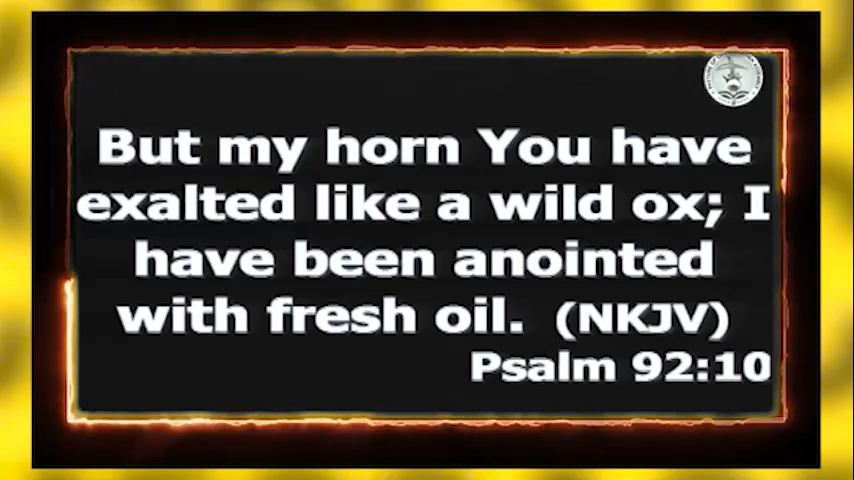 But my horn You have
exalted like a wild ox; I
have been anointed
with fresh oil. (NKJV)
Psalm 92:10